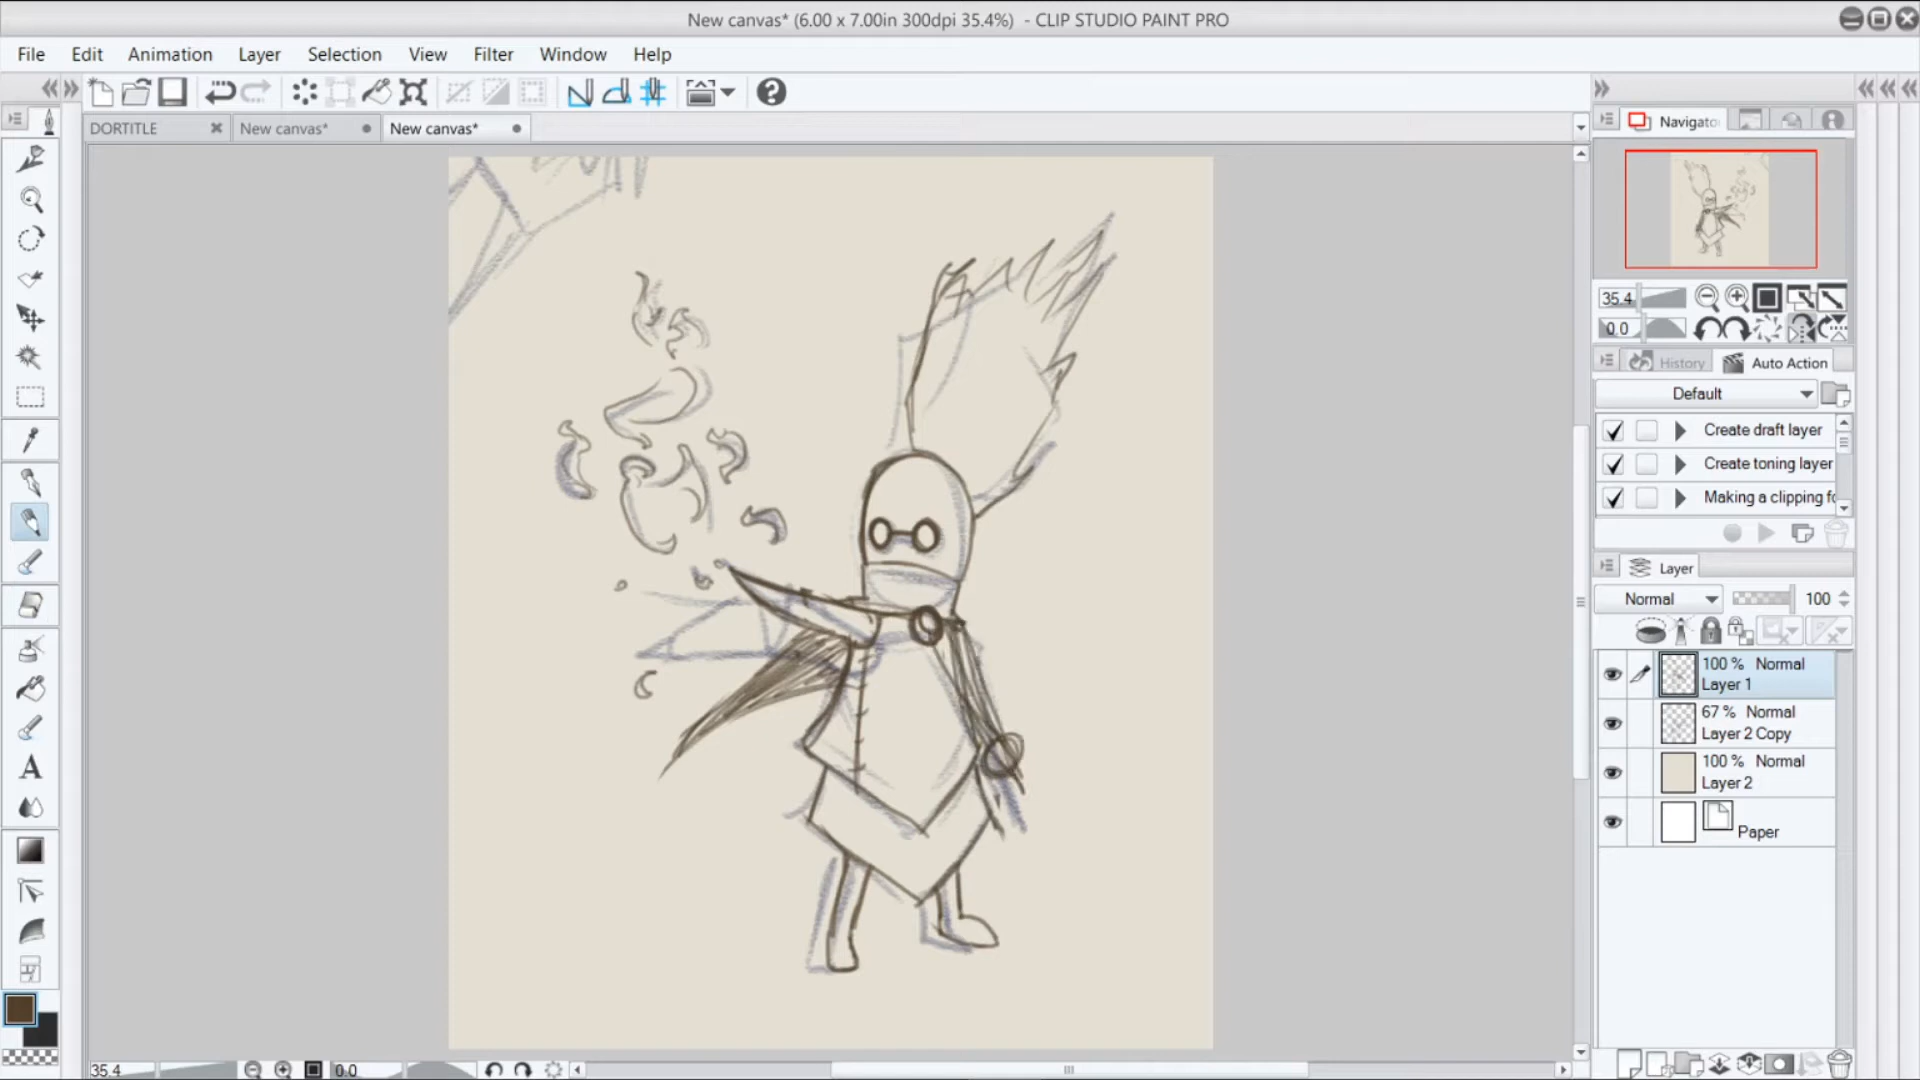 New canvas* (6.00 x 7.00in 300dpi 35.4%) - CLIP STUDIO PAINT PRO
File Edit Animation Layer Selection View Filter Window Help
DORTITLE New canvas* New canvas*
Navigato
35.4
0.0
History Auto Action
Default
Create draft layer
Create toning layer
Making a clipping fo
Layer
Normal 100
100 % Normal
Layer 1
67 % Normal
Layer 2 Copy
100 % Normal
Layer 2
Paper
35.4 0.0